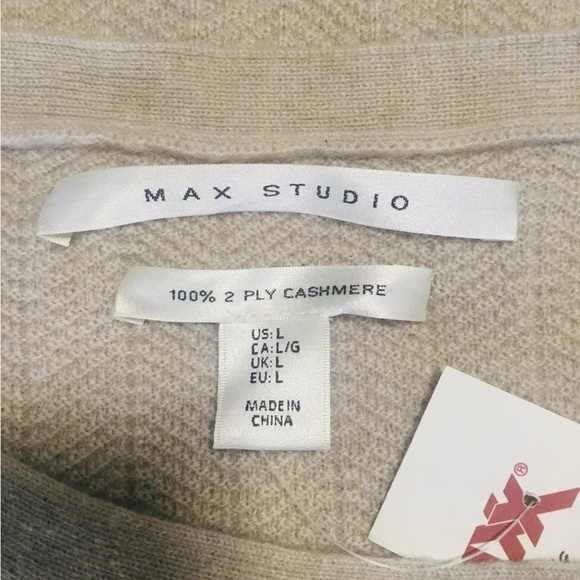 MAX STUDIO
100% 2 PLY CASHMERE
US: L
CA: L/G
UK: L
EU: L
MADE IN
CHINA
®